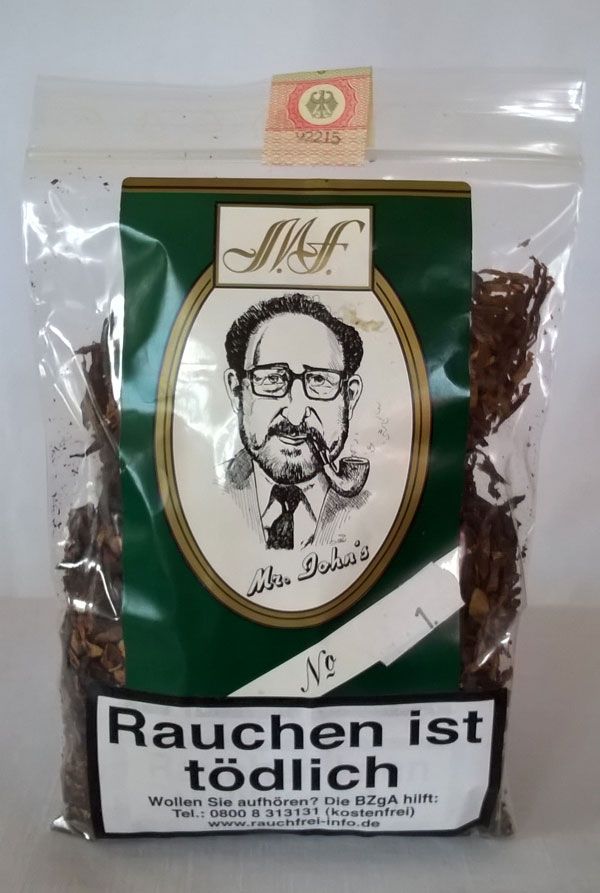 92215
J.W.F.
Mr. John's
No 1.
Rauchen ist
tödlich
Wollen Sie aufhören? Die BZgA hilft:
Tel.: 0800 8 313131 (kostenfrei)
www.rauchfrei-info.de